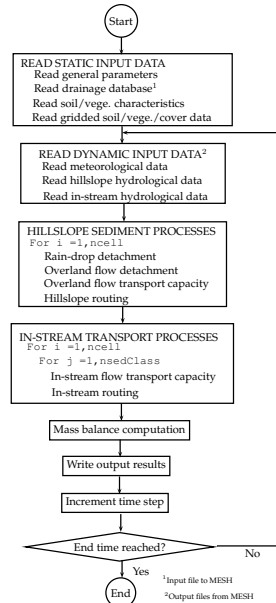 Start
READ STATIC INPUT DATA
Read general parameters
Read drainage database¹
Read soil/vege. characteristics
Read gridded soil/vege./cover data
READ DYNAMIC INPUT DATA²
Read meteorological data
Read hillslope hydrological data
Read in-stream hydrological data
HILLSLOPE SEDIMENT PROCESSES
For i =1,ncell
Rain-drop detachment
Overland flow detachment
Overland flow transport capacity
Hillslope routing
IN-STREAM TRANSPORT PROCESSES
For i =1,ncell
For j =1,nsedClass
In-stream flow transport capacity
In-stream routing
Mass balance computation
Write output results
Increment time step
End time reached?
No
Yes
End
¹Input file to MESH
²Output files from MESH